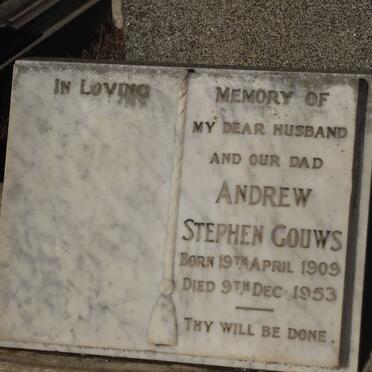 IN LOVING MEMORY OF
MY DEAR HUSBAND
AND OUR DAD
ANDREW
STEPHEN GOUWS
BORN 19TH APRIL 1909
DIED 9TH DEC. 1953
THY WILL BE DONE.